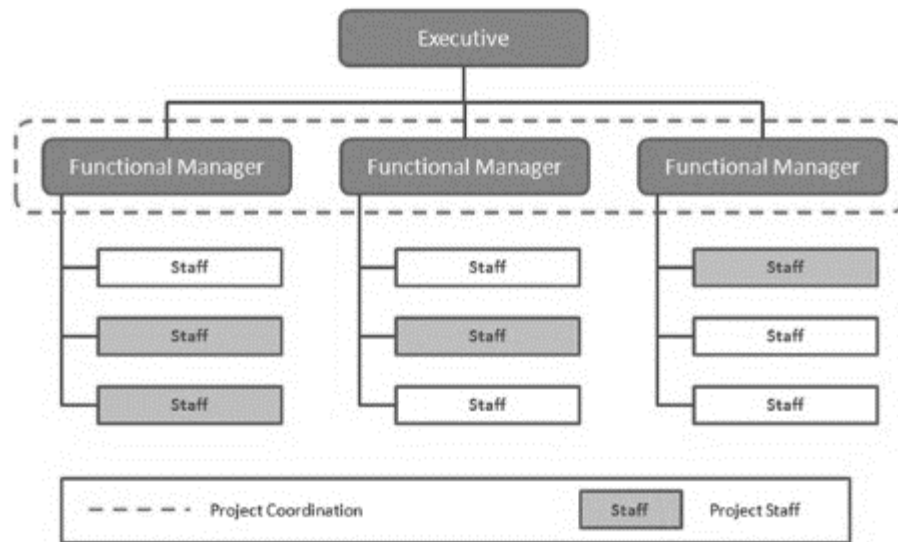 Executive
Functional Manager Functional Manager Functional Manager
Staff Staff Staff
Staff Staff Staff
Staff Staff Staff
Project Coordination Staff Project Staff